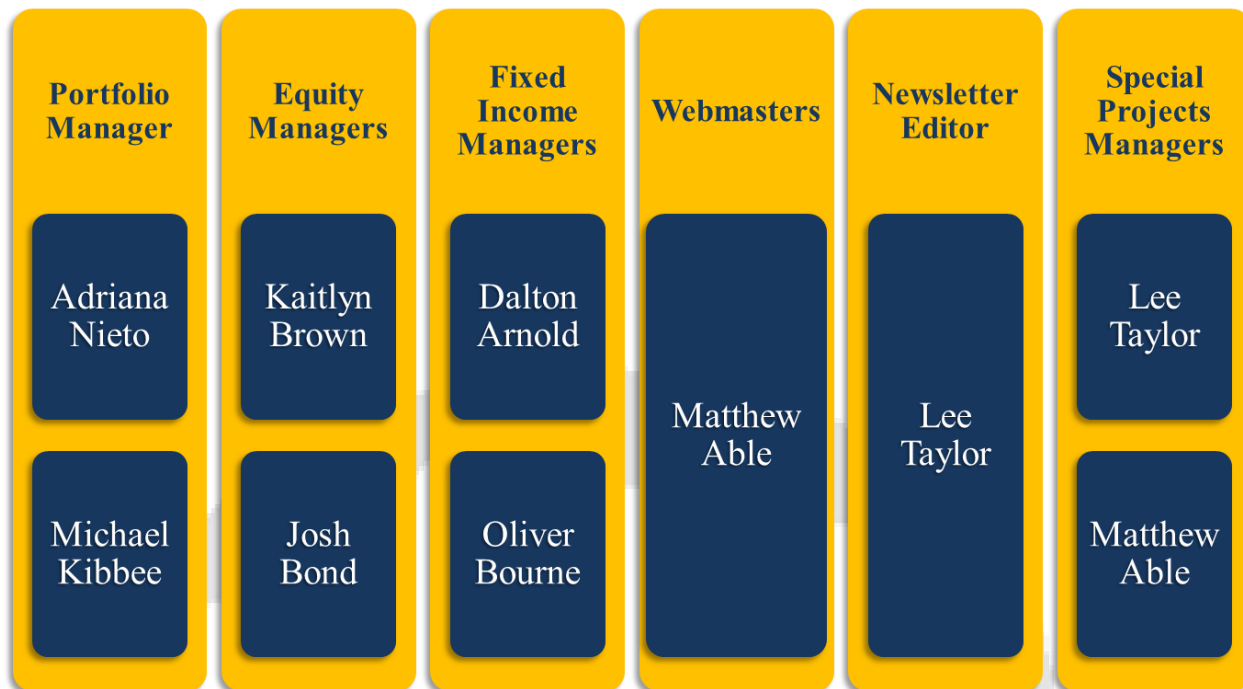 Portfolio
Manager
Adriana
Nieto
Michael
Kibbee
Equity
Managers
Kaitlyn
Brown
Josh
Bond
Fixed
Income
Managers
Dalton
Arnold
Oliver
Bourne
Webmasters
Matthew
Able
Newsletter
Editor
Lee
Taylor
Special
Projects
Managers
Lee
Taylor
Matthew
Able